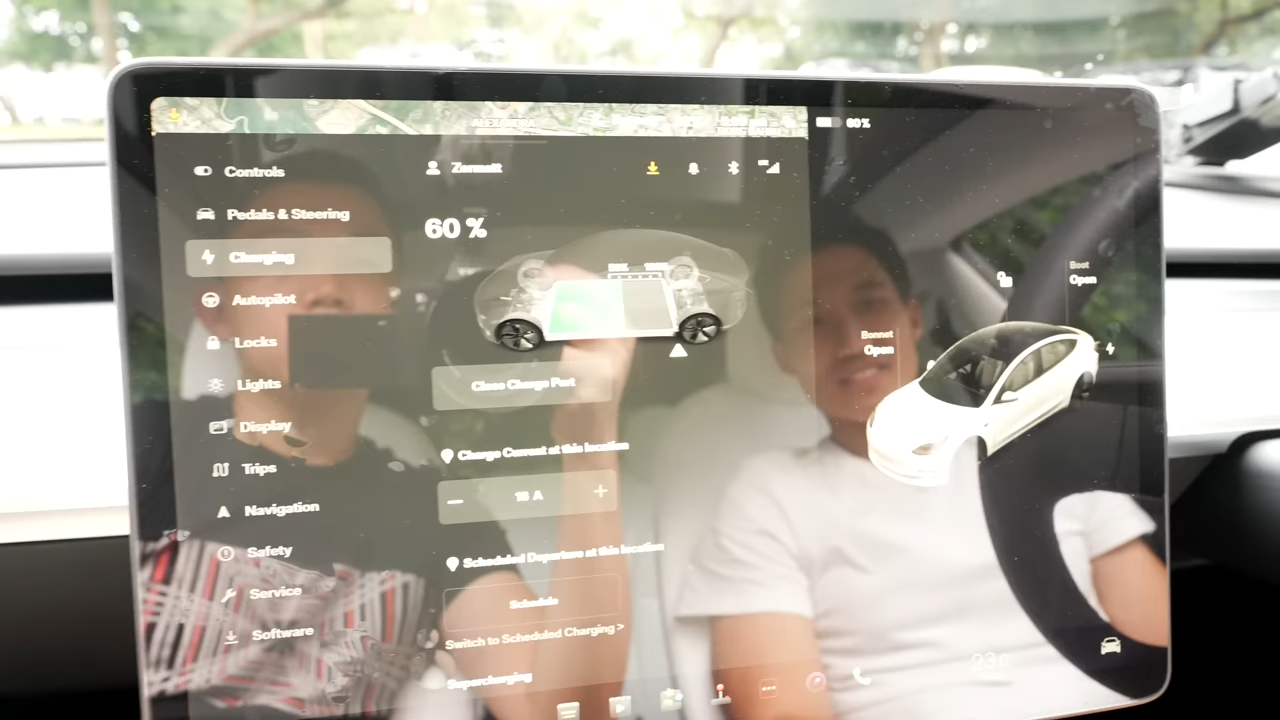 60%
Controls
Pedals & Steering
Charging
Autopilot
Locks
Lights
Display
Trips
Navigation
Safety
Service
Software
60 %
Close Charge Port
Charge Current at this location
− A +
Scheduled Departure at this location
Schedule
Switch to Scheduled Charging >
Supercharging
Boot
Open
Bonnet
Open